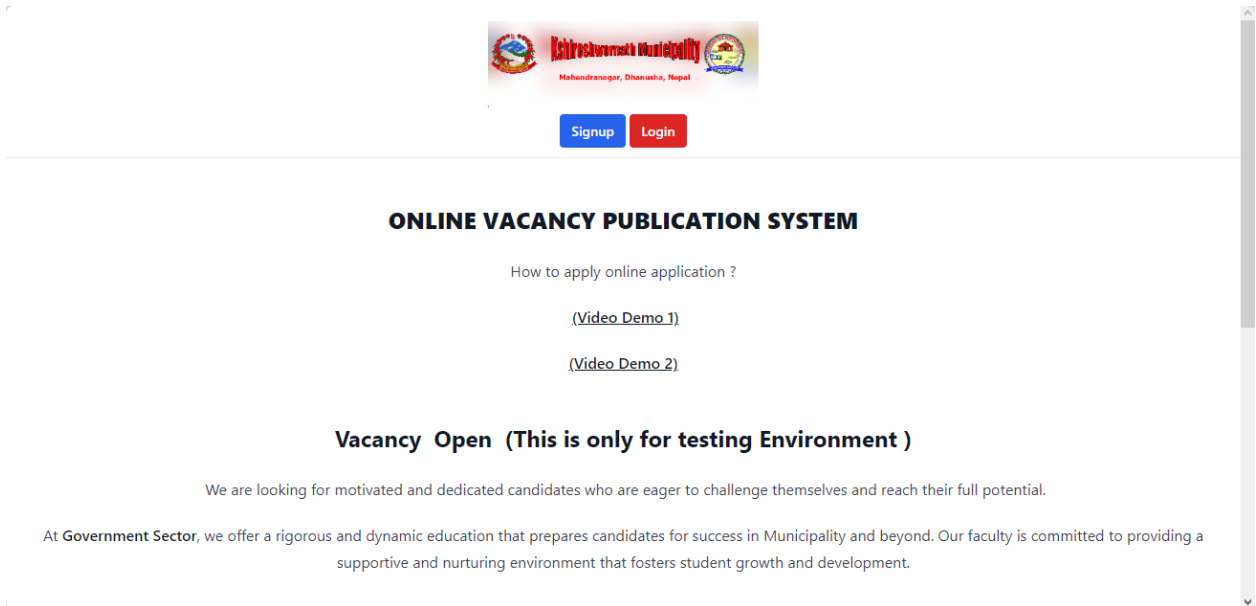 Kshireshwarnath Municipality
Mahendranagar, Dhanusha, Nepal
Signup Login
ONLINE VACANCY PUBLICATION SYSTEM
How to apply online application ?
(Video Demo 1)
(Video Demo 2)
Vacancy Open (This is only for testing Environment )
We are looking for motivated and dedicated candidates who are eager to challenge themselves and reach their full potential.
At Government Sector, we offer a rigorous and dynamic education that prepares candidates for success in Municipality and beyond. Our faculty is committed to providing a
supportive and nurturing environment that fosters student growth and development.